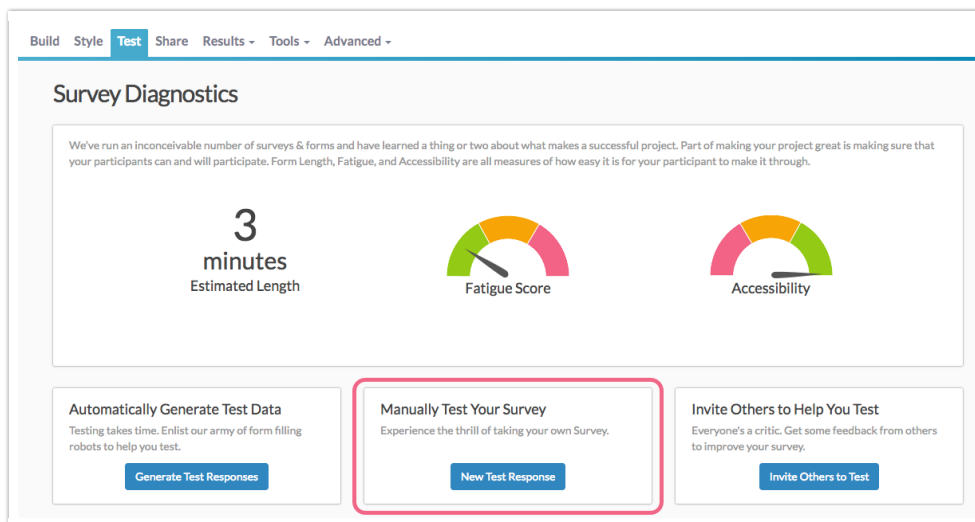 Build Style Test Share Results Tools Advanced
Survey Diagnostics
We've run an inconceivable number of surveys & forms and have learned a thing or two about what makes a successful project. Part of making your project great is making sure that
your participants can and will participate. Form Length, Fatigue, and Accessibility are all measures of how easy it is for your participant to make it through.
3
minutes
Estimated Length
Fatigue Score
Accessibility
Automatically Generate Test Data
Testing takes time. Enlist our army of form filling
robots to help you test.
Generate Test Responses
Manually Test Your Survey
Experience the thrill of taking your own Survey.
New Test Response
Invite Others to Help You Test
Everyone's a critic. Get some feedback from others
to improve your survey.
Invite Others to Test